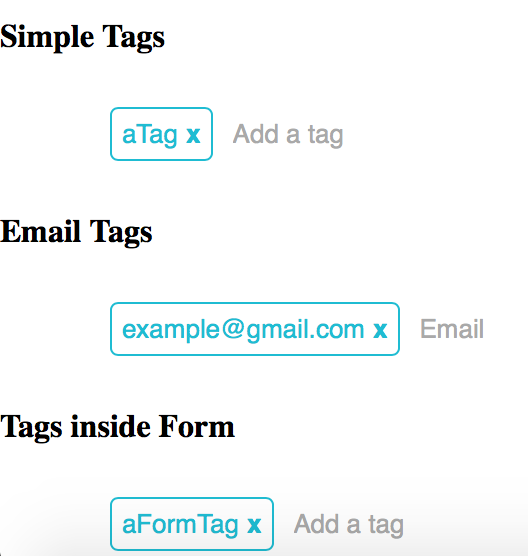 Simple Tags
aTag x Add a tag
Email Tags
example@gmail.com x Email
Tags inside Form
aFormTag x Add a tag